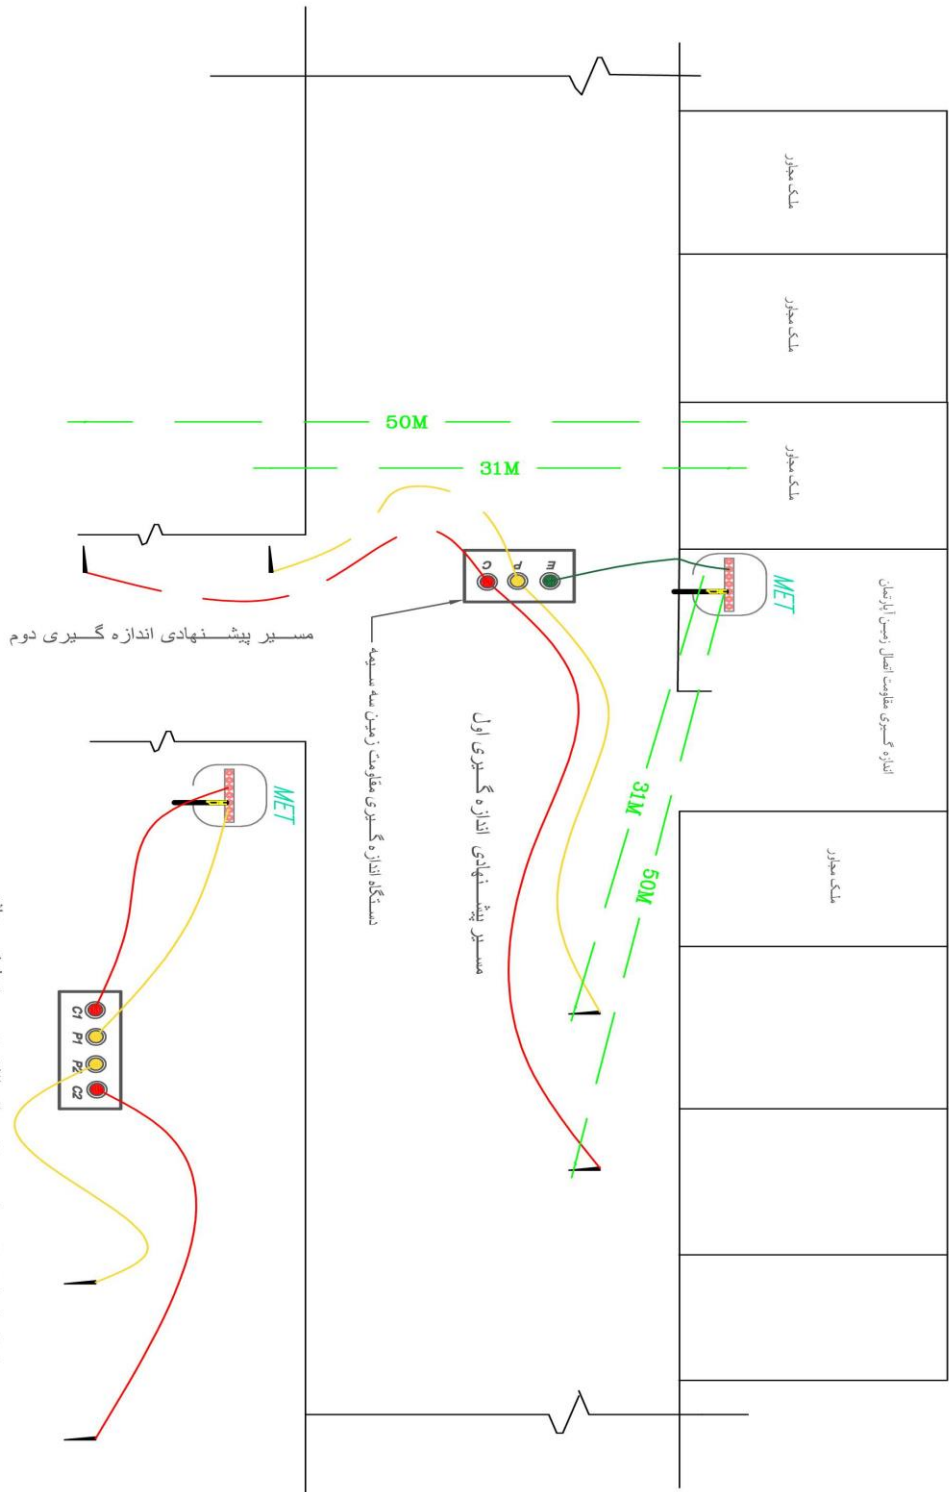 ملک مجاور
ملک مجاور
ملک مجاور
اندازه گیری مقاومت اتصال زمین آپارتمان
ملک مجاور
MET
50M
31M
E
P
C
31M
50M
مسیر پیشنهادی اندازه گیری اول
دستگاه اندازه گیری مقاومت زمین سه سیمه
مسیر پیشنهادی اندازه گیری دوم
MET
C1
P1
P2
C2